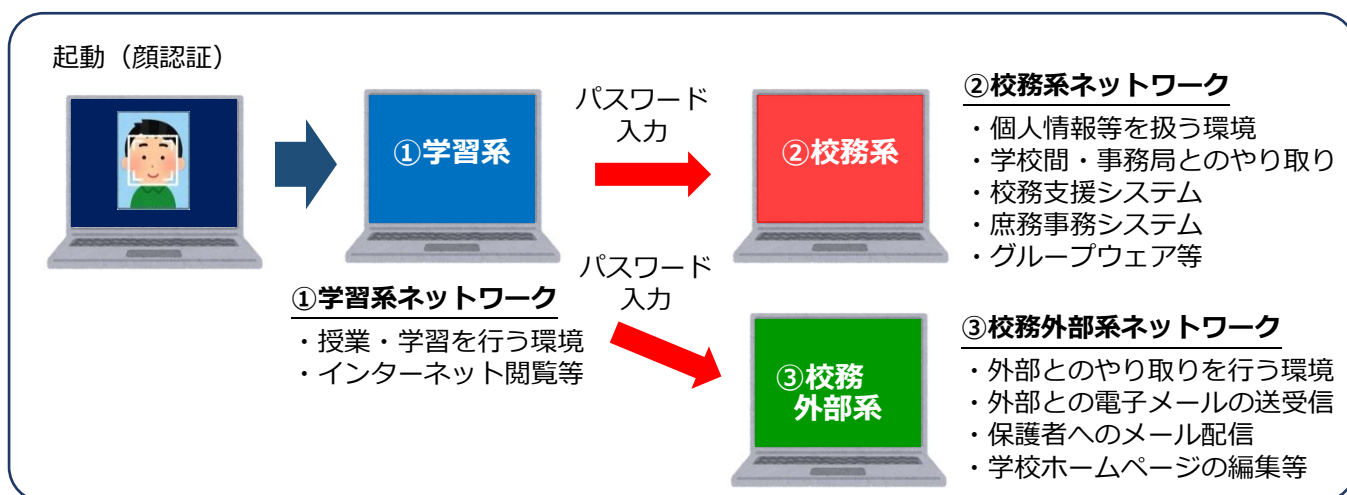 起動（顔認証）
①学習系
パスワード
入力
②校務系
②校務系ネットワーク
・個人情報等を扱う環境
・学校間・事務局とのやり取り
・校務支援システム
・庶務事務システム
・グループウェア等
①学習系ネットワーク
・授業・学習を行う環境
・インターネット閲覧等
パスワード
入力
③校務
外部系
③校務外部系ネットワーク
・外部とのやり取りを行う環境
・外部との電子メールの送受信
・保護者へのメール配信
・学校ホームページの編集等